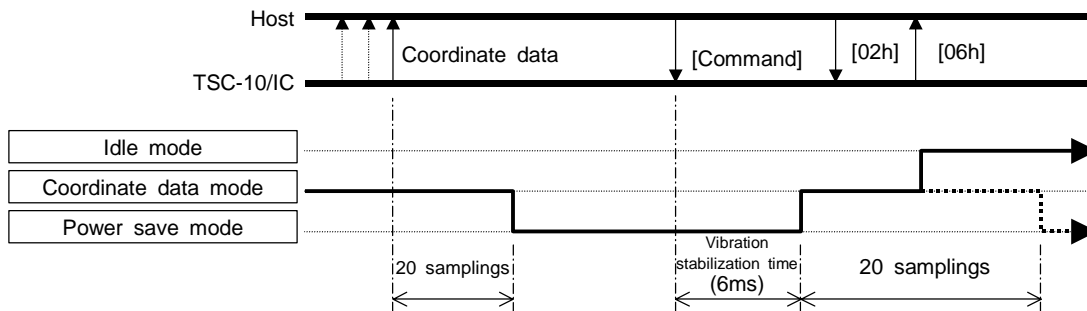 Host
Coordinate data
[Command]
[02h]
[06h]
TSC-10/IC
Idle mode
Coordinate data mode
Power save mode
20 samplings
Vibration
stabilization time
(6ms)
20 samplings